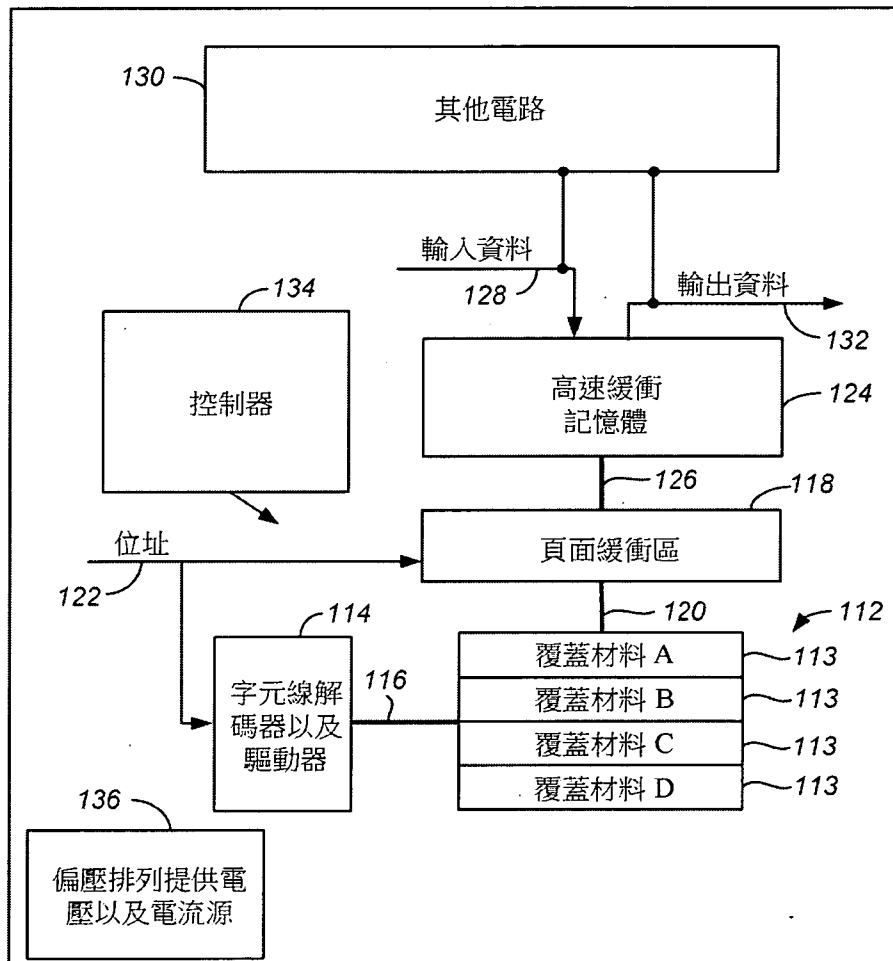 130
其他電路
輸入資料
128
輸出資料
132
134
控制器
高速緩衝
記憶體
124
126
118
頁面緩衝區
位址
122
120
112
114
字元線解
碼器以及
驅動器
116
覆蓋材料 A
113
覆蓋材料 B
113
覆蓋材料 C
113
覆蓋材料 D
113
136
偏壓排列提供電
壓以及電流源